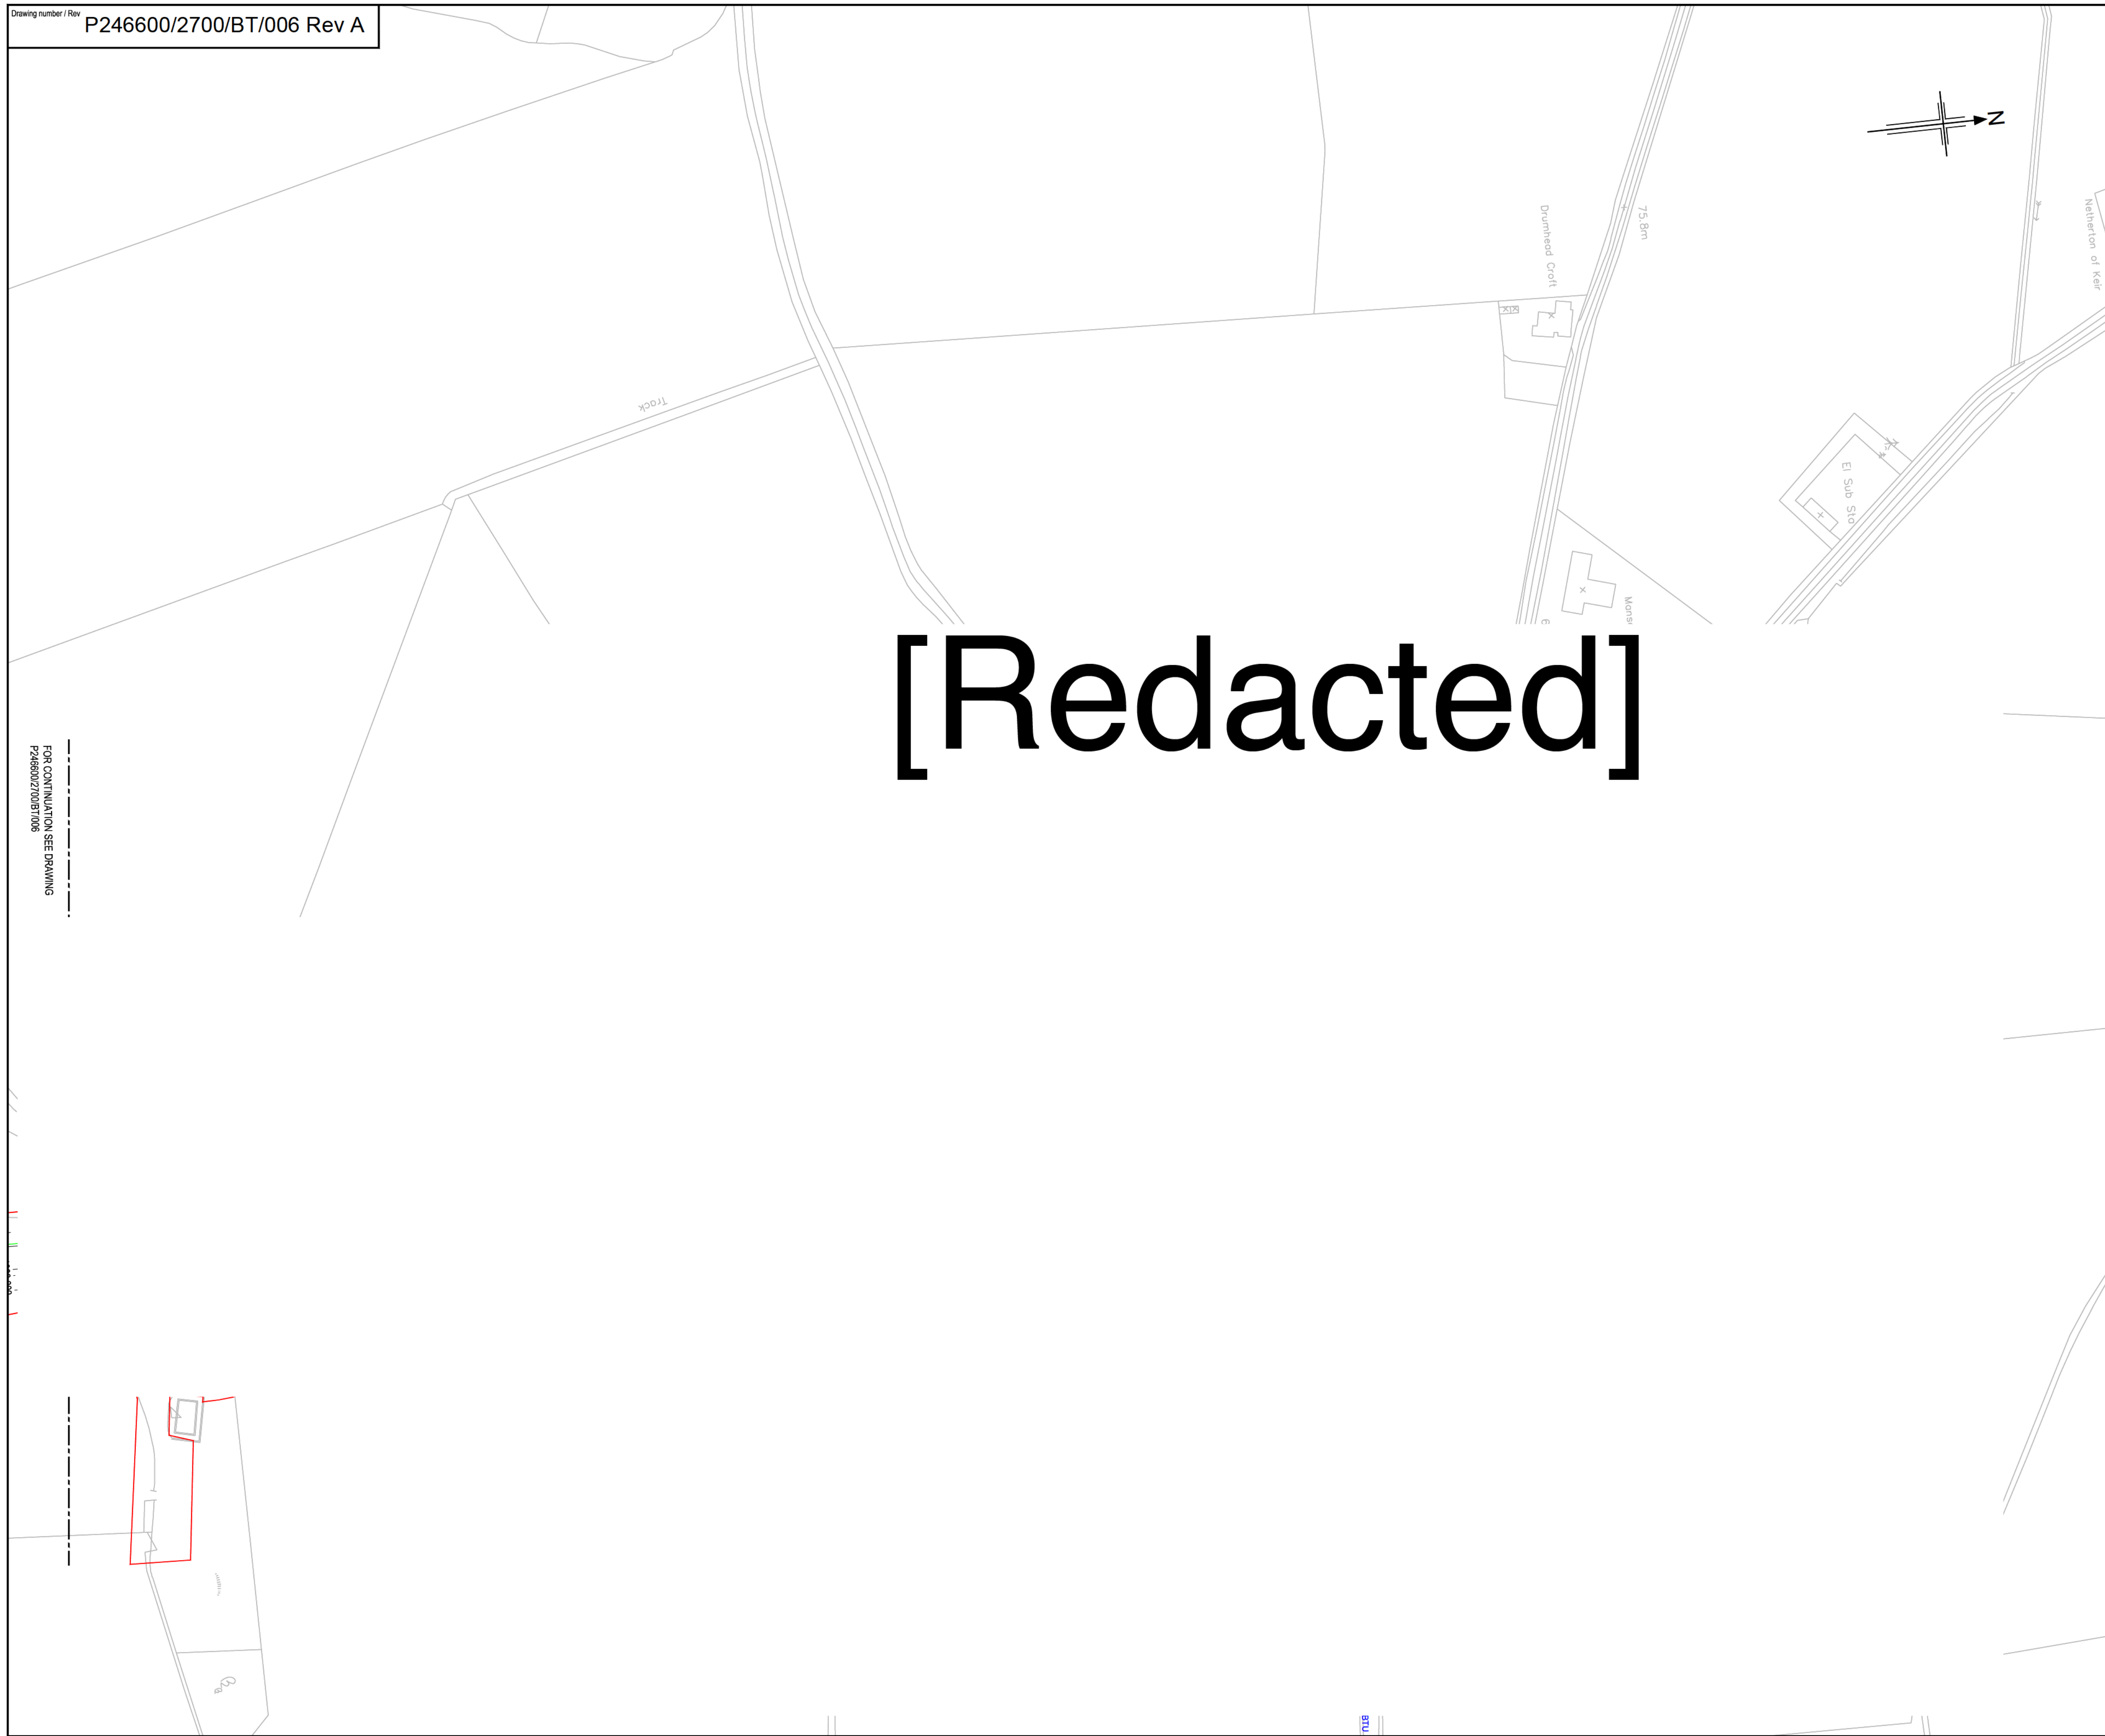 Drawing number / Rev
P246600/2700/BT/006 Rev A
N
75.8m
Drumhead Croft
Netherton of Keir
Track
El Sub Sta
[Redacted]
FOR CONTINUATION SEE DRAWING
P246600/2700/BT/006
BTU